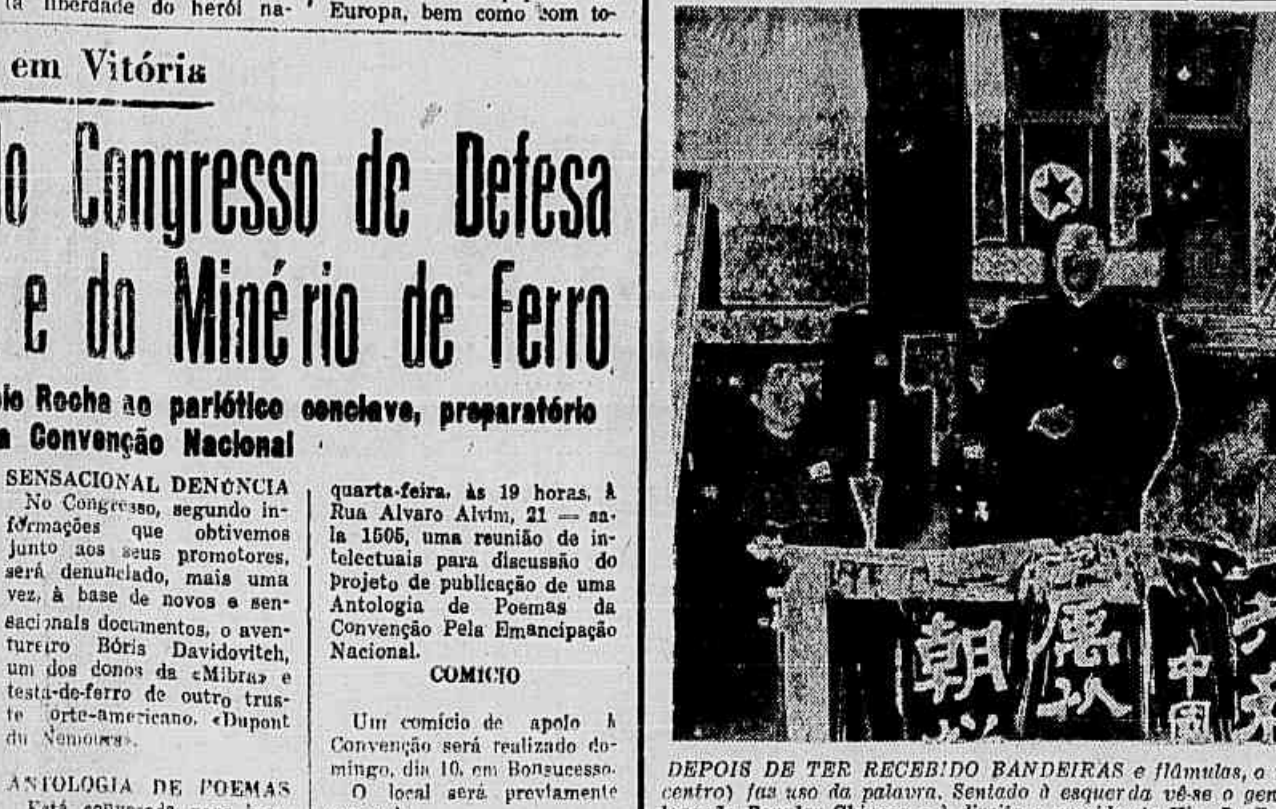 ta liberdade do herói na-
Europa, bem como com to-
em Vitória
do Congresso de Defesa
e do Minério de Ferro
Rocha ao pariótico conclave, preparatório
Convenção Nacional
SENSACIONAL DENÚNCIA
No Congresso, segundo in-
formações que obtivemos
junto aos seus promotores,
será denunciado, mais uma
vez, à base de novos e sen-
sacionais documentos, o aven-
tureiro Bóris Davidovitch,
um dos donos da «Mibra» e
testa-de-ferro de outro trus-
te orte-americano, «Dupont
du Nemours».
ANTOLOGIA DE POEMAS
Está
quarta-feira, às 19 horas, À
Rua Alvaro Alvim, 21 — sa-
la 1505, uma reunião de in-
telectuais para discussão do
projeto de publicação de uma
Antologia de Poemas da
Convenção Pela Emancipação
Nacional.
COMICIO
Um comício de apoio À
Convenção será realizado do-
mingo, dia 10, em Bonsucesso.
O local será previamente
朝
中國
DEPOIS DE TER RECEBIDO BANDEIRAS e flâmulas, o
centro) faz uso da palavra. Sentado à esquerda vê-se o gen